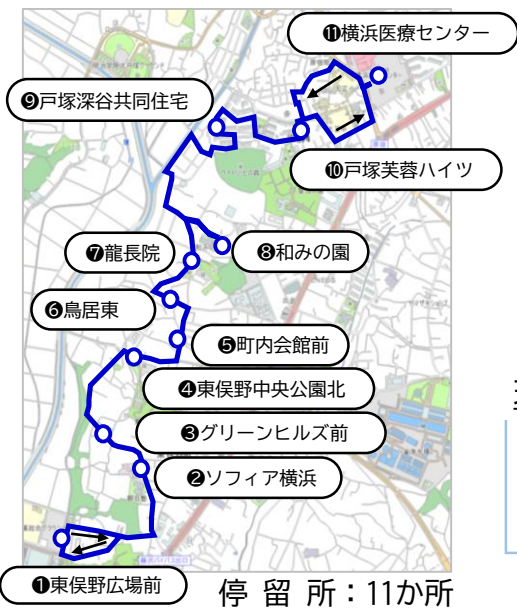 ⓫横浜医療センター
❾戸塚深谷共同住宅
❿戸塚芙蓉ハイツ
❼龍長院
❽和みの園
❻鳥居東
❺町内会館前
❹東俣野中央公園北
❸グリーンヒルズ前
❷ソフィア横浜
❶東俣野広場前
停留所：11か所